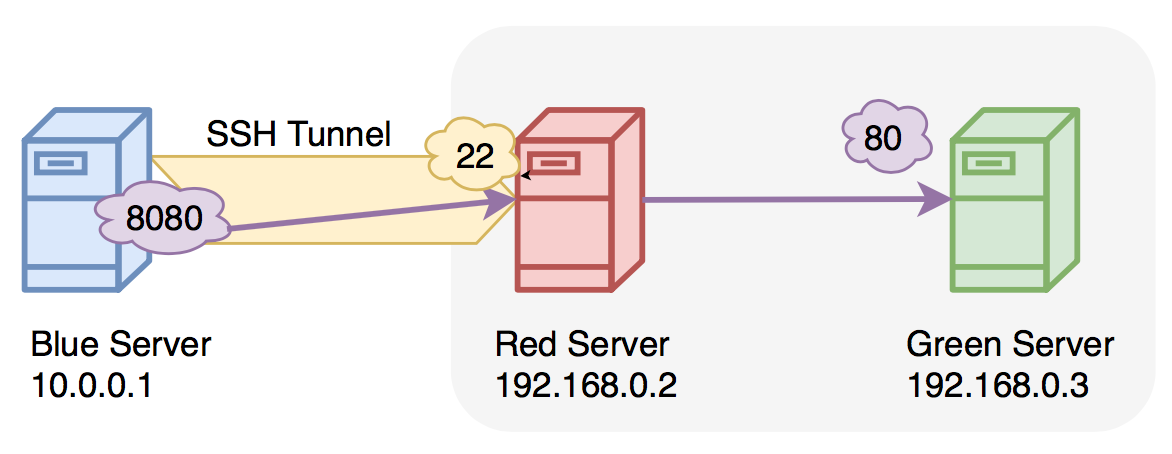 SSH Tunnel
22
80
8080
Blue Server
10.0.0.1
Red Server
192.168.0.2
Green Server
192.168.0.3